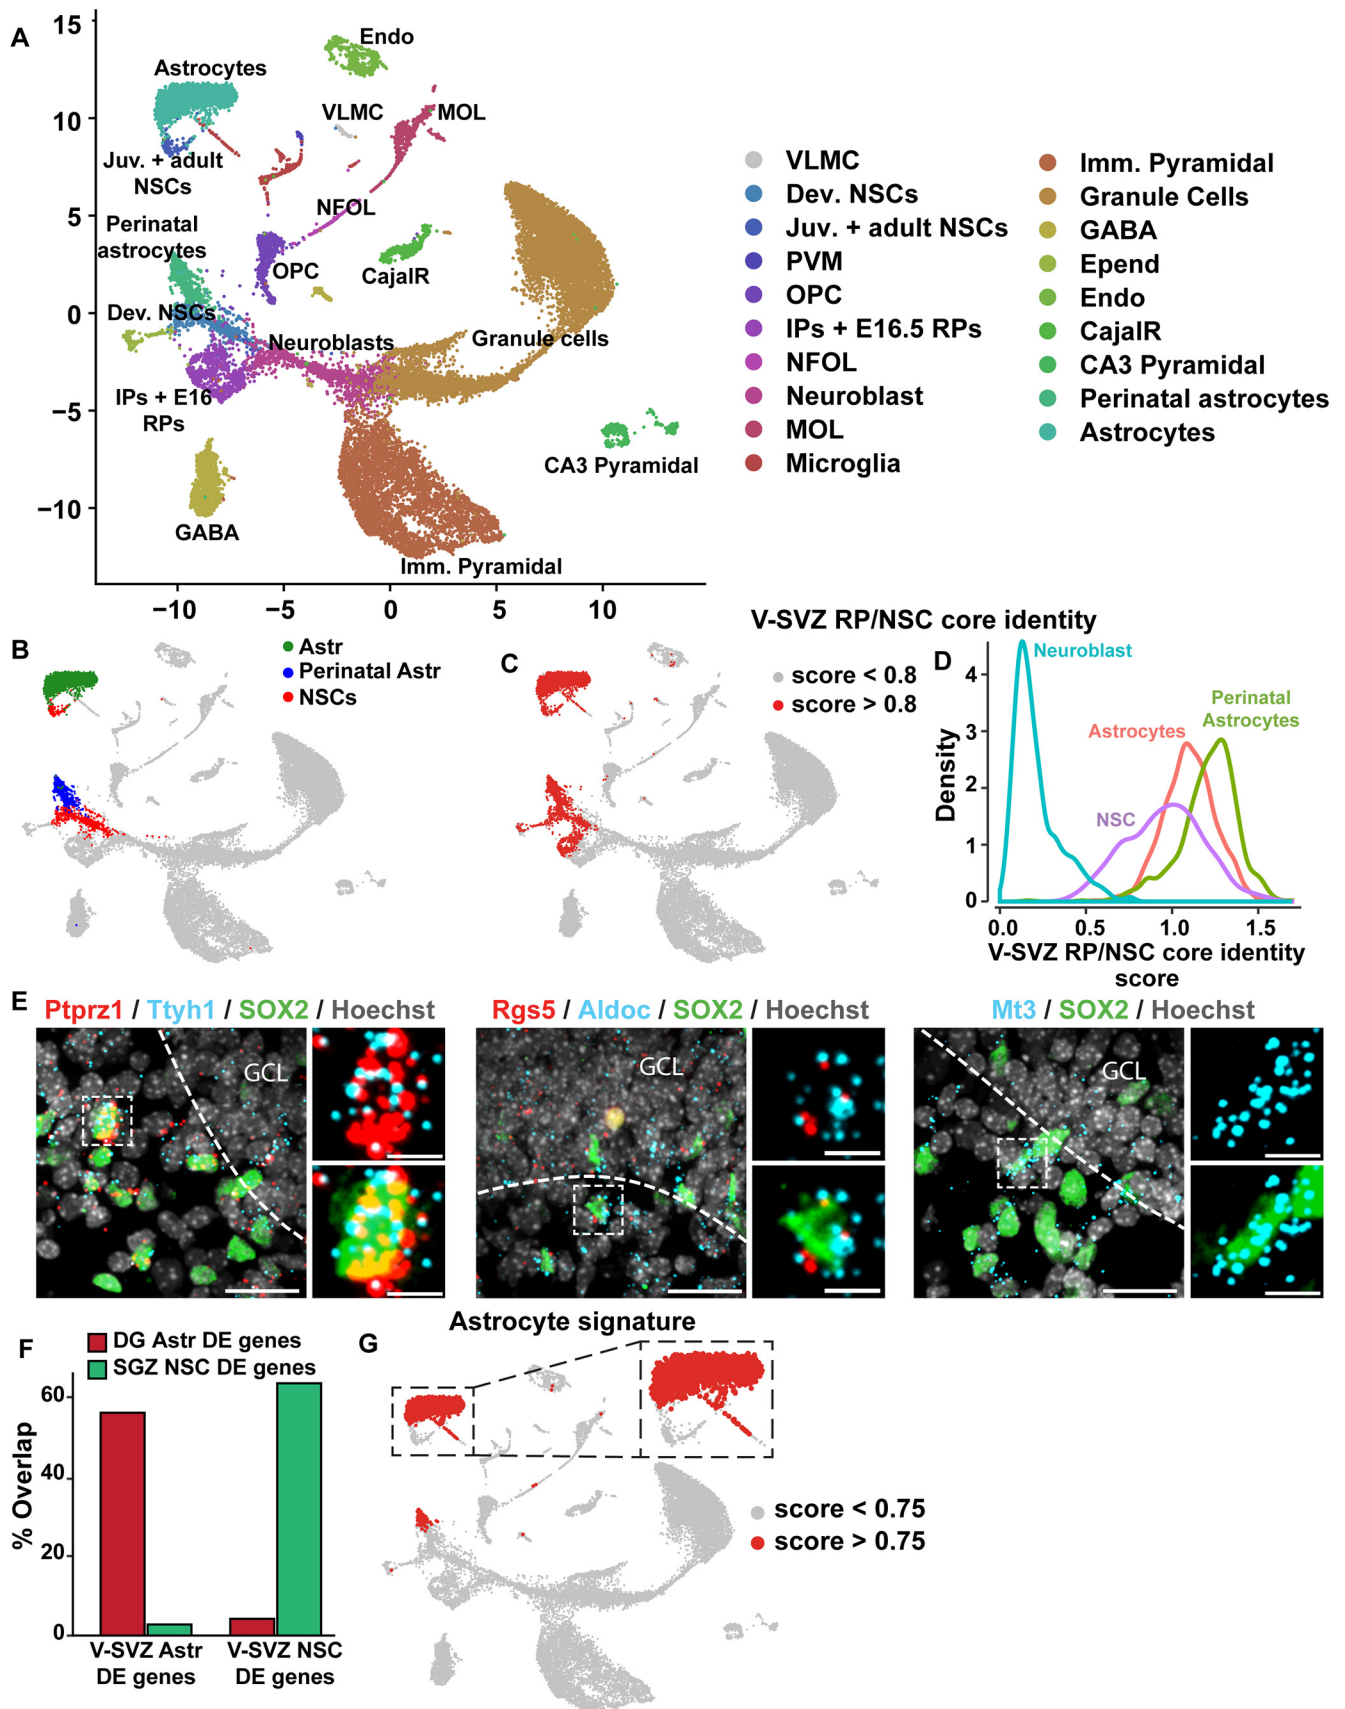 A
15
10
5
0
−5
−10
−10
−5
0
5
10
Endo
Astrocytes
VLMC
MOL
Juv. + adult
NSCs
NFOL
Perinatal
astrocytes
OPC
CajalR
Dev. NSCs
Neuroblasts
Granule cells
IPs + E16
RPs
CA3 Pyramidal
GABA
Imm. Pyramidal
VLMC
Dev. NSCs
Juv. + adult NSCs
PVM
OPC
IPs + E16.5 RPs
NFOL
Neuroblast
MOL
Microglia
Imm. Pyramidal
Granule Cells
GABA
Epend
Endo
CajalR
CA3 Pyramidal
Perinatal astrocytes
Astrocytes
B
Astr
Perinatal Astr
NSCs
V-SVZ RP/NSC core identity
C
score < 0.8
score > 0.8
D
Neuroblast
Perinatal
Astrocytes
Astrocytes
NSC
Density
4
3
2
1
0
0.0
0.5
1.0
1.5
V-SVZ RP/NSC core identity
score
E
Ptprz1 / Ttyh1 / SOX2 / Hoechst
GCL
Rgs5 / Aldoc / SOX2 / Hoechst
GCL
Mt3 / SOX2 / Hoechst
GCL
F
DG Astr DE genes
SGZ NSC DE genes
% Overlap
60
40
20
0
V-SVZ Astr
DE genes
V-SVZ NSC
DE genes
G
Astrocyte signature
score < 0.75
score > 0.75